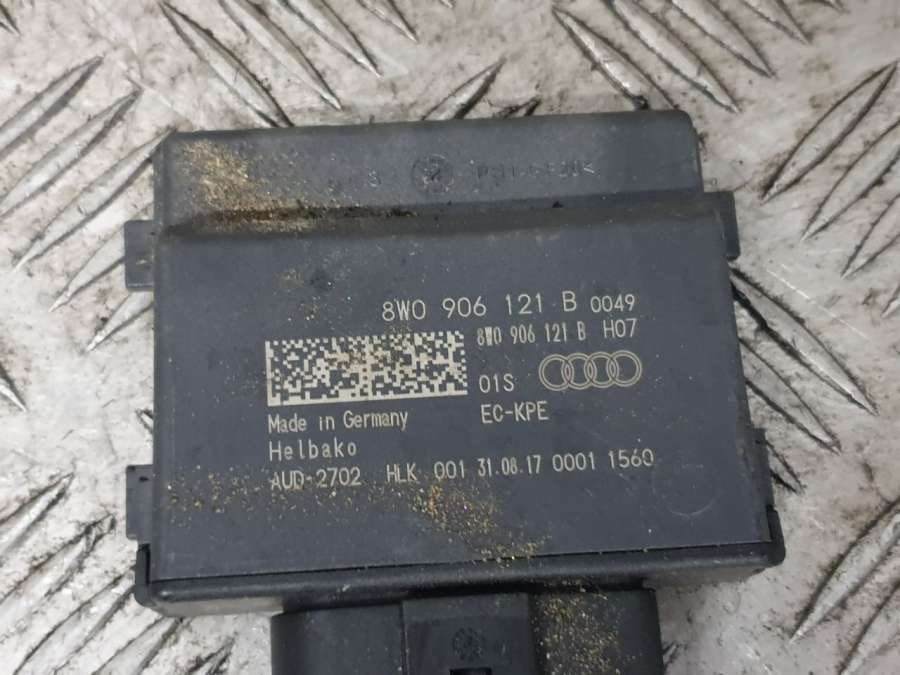 8W0 906 121 B 0049
8W0 906 121 B H07
01S
EC-KPE
Made in Germany
Helbako
AUD-2702 HLK 001 31.08.17 0001 1560